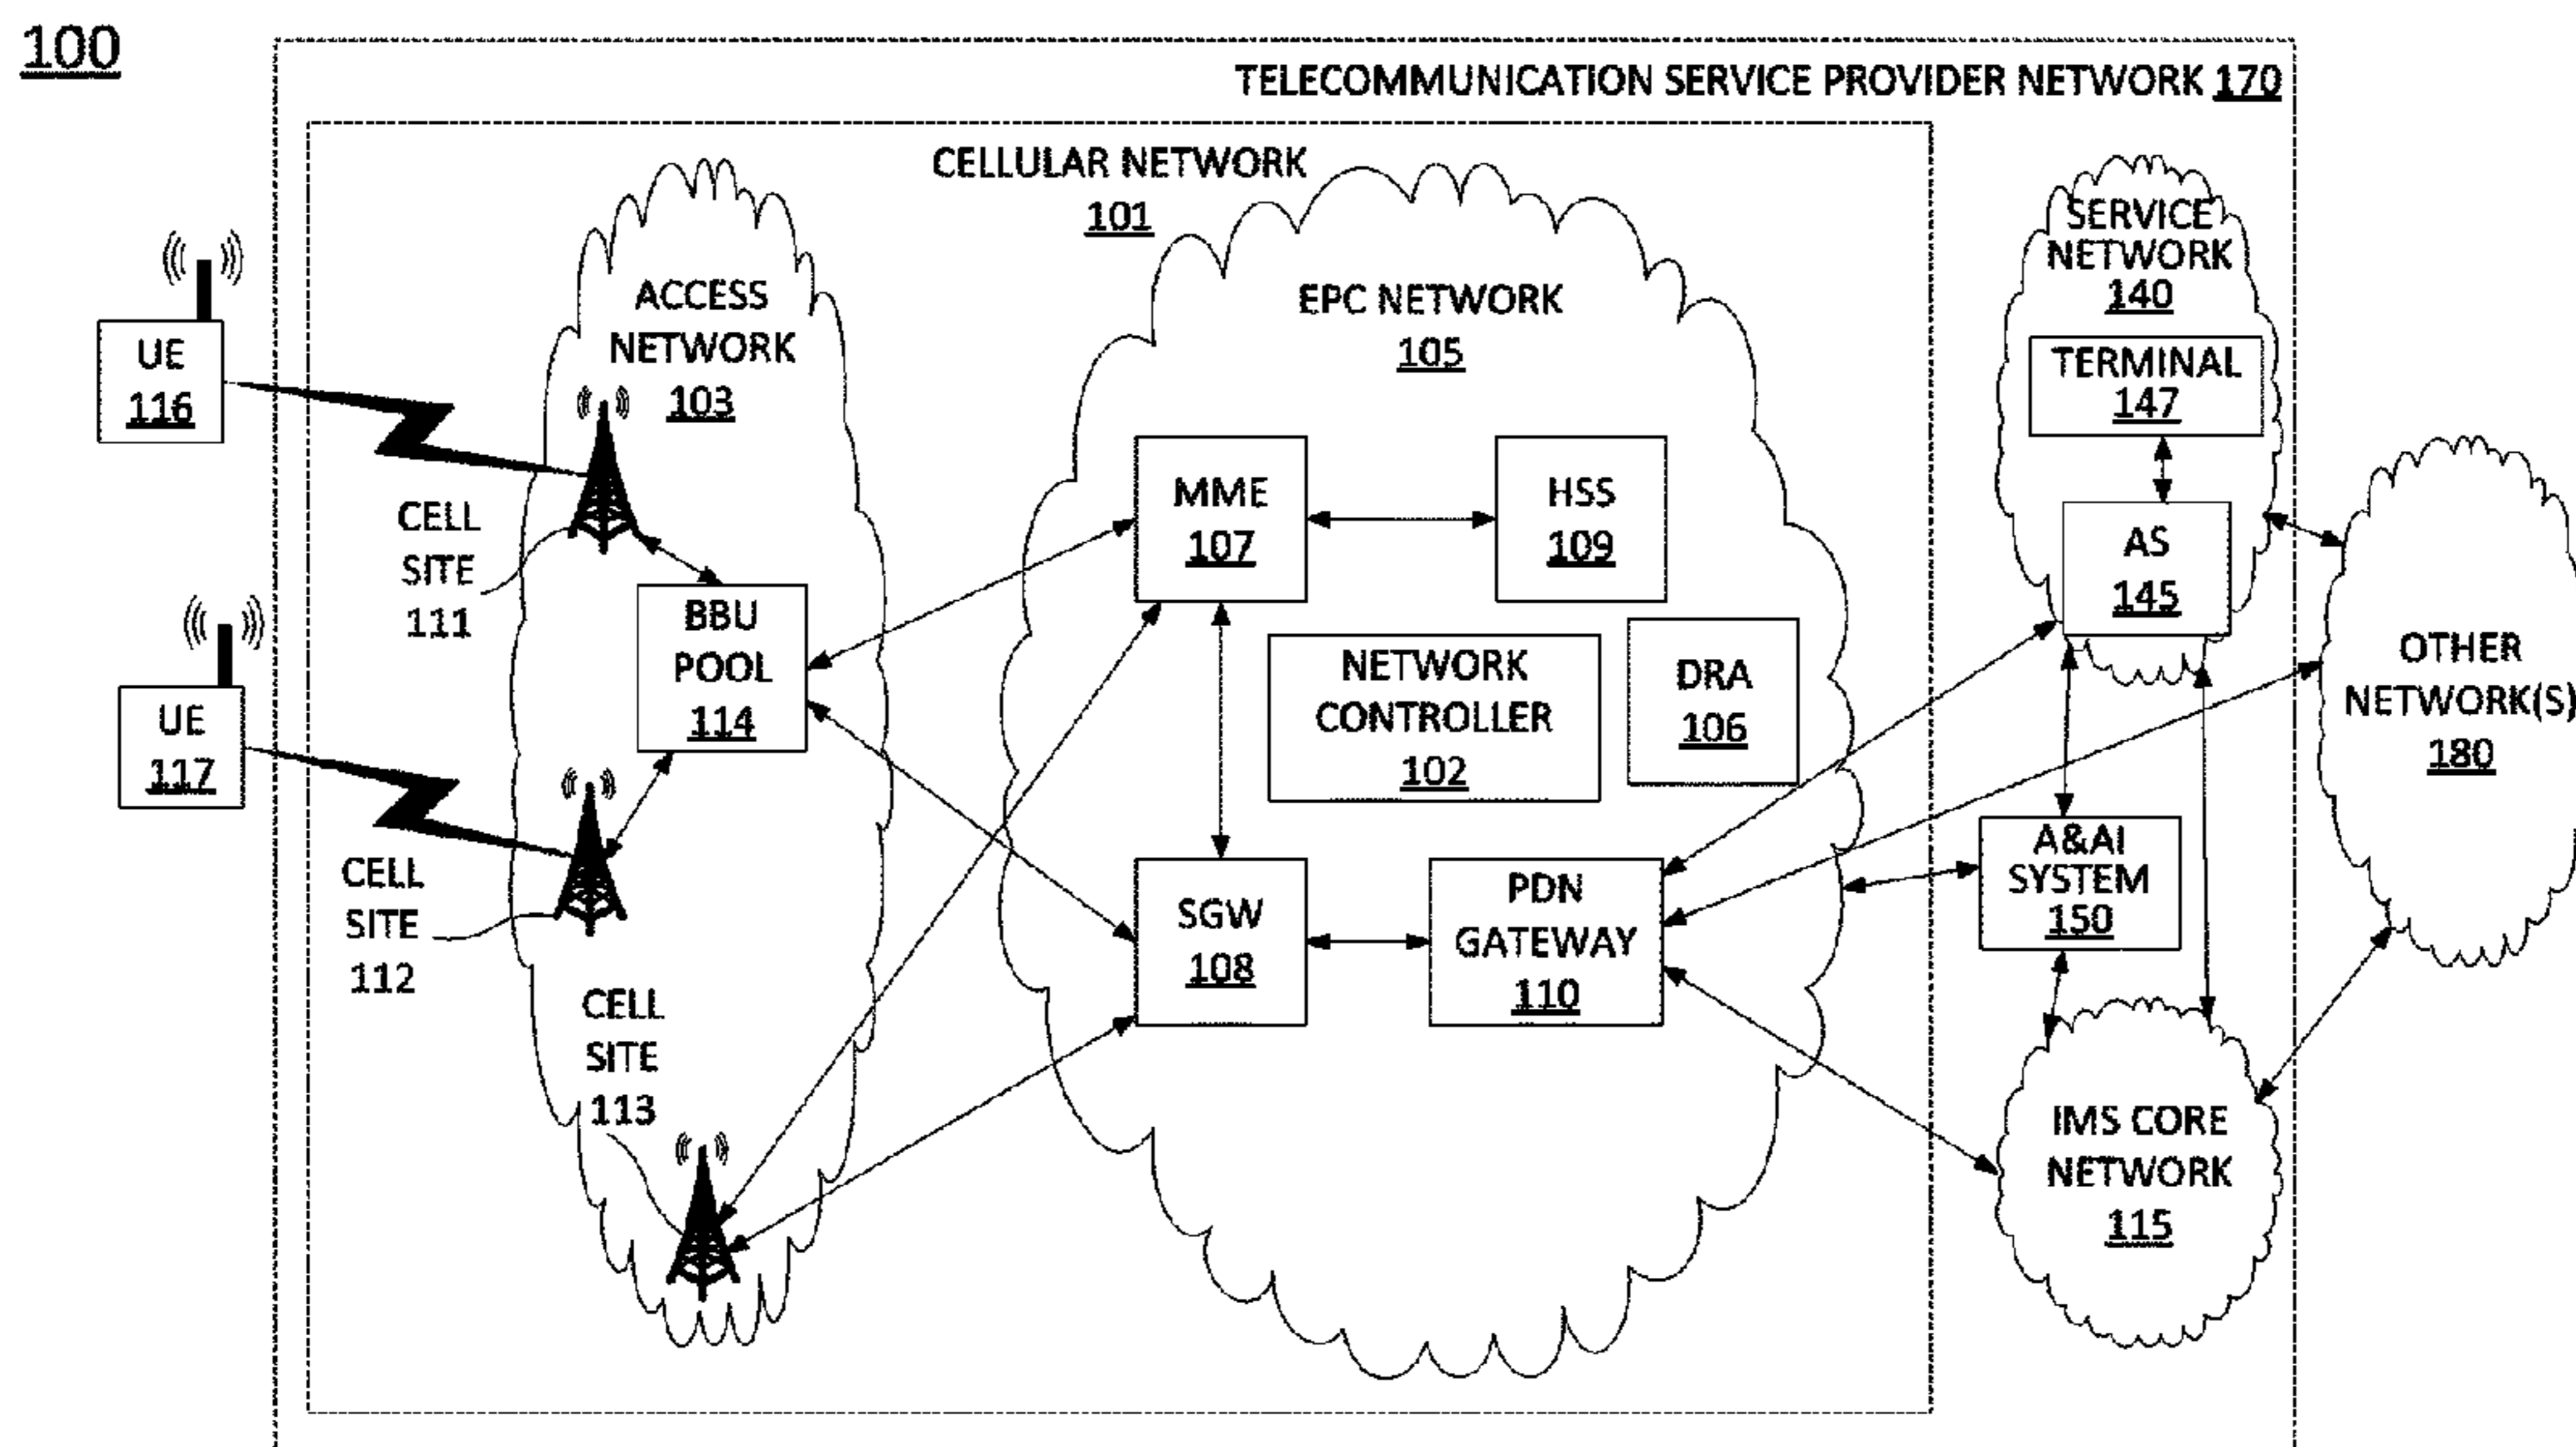 100
TELECOMMUNICATION SERVICE PROVIDER NETWORK 170
CELLULAR NETWORK
101
ACCESS
NETWORK
103
EPC NETWORK
105
SERVICE
NETWORK
140
TERMINAL
147
AS
145
UE
116
UE
117
CELL
SITE
111
BBU
POOL
114
CELL
SITE
112
CELL
SITE
113
MME
107
HSS
109
NETWORK
CONTROLLER
102
DRA
106
SGW
108
PDN
GATEWAY
110
A&AI
SYSTEM
150
IMS CORE
NETWORK
115
OTHER
NETWORK(S)
180